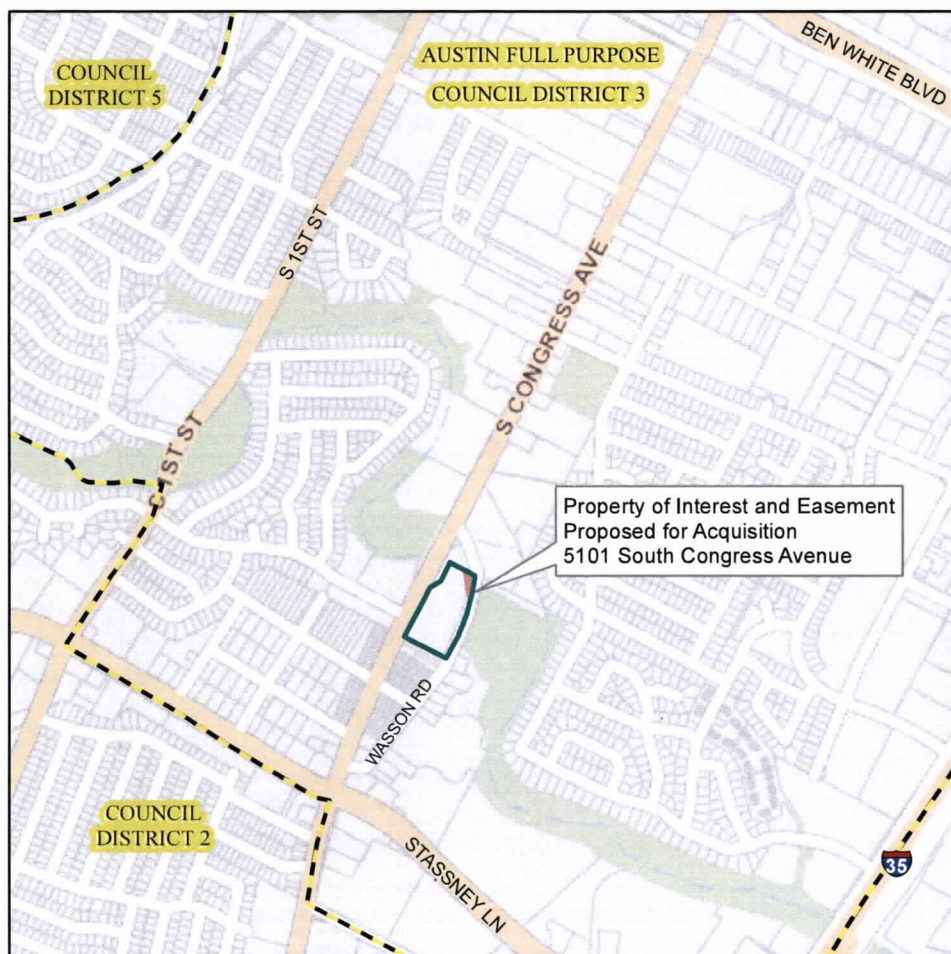 COUNCIL
DISTRICT 5
AUSTIN FULL PURPOSE
COUNCIL DISTRICT 3
BEN WHITE BLVD
S 1ST ST
S CONGRESS AVE
S 1ST ST
Property of Interest and Easement
Proposed for Acquisition
5101 South Congress Avenue
WASSON RD
COUNCIL
DISTRICT 2
STASSNEY LN
35